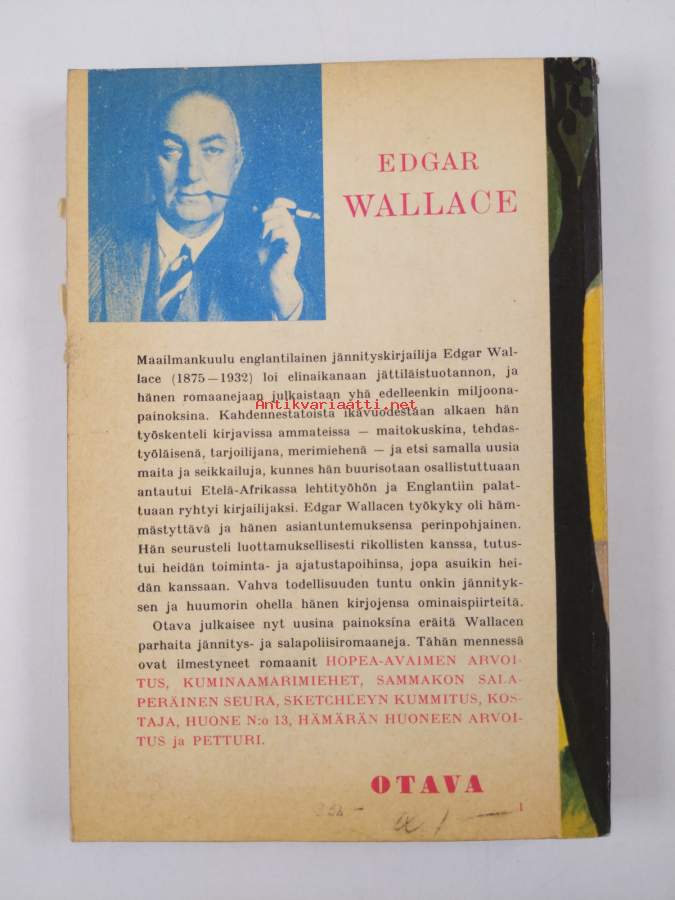 EDGAR
WALLACE
Maailmankuulu englantilainen jännityskirjailija Edgar Wal-
lace (1875—1932) loi elinaikanaan jättiläistuotannon, ja
hänen romaanejaan julkaistaan yhä edelleenkin miljoona-
painoksina. Kahdennestatoista ikävuodestaan alkaen hän
Antikvariaatti.net
työskenteli kirjavissa ammateissa — maitokuskina, tehdas-
työläisenä, tarjoilijana, merimiehenä — ja etsi samalla uusia
maita ja seikkailuja, kunnes hän buurisotaan osallistuttuaan
antautui Etelä-Afrikassa lehtityöhön ja Englantiin palat-
tuaan ryhtyi kirjailijaksi. Edgar Wallacen työkyky oli häm-
mästyttävä ja hänen asiantuntemuksensa perinpohjainen.
Hän seurusteli luottamuksellisesti rikollisten kanssa, tutus-
tui heidän toiminta- ja ajatustapoihinsa, jopa asuikin hei-
dän kanssaan. Vahva todellisuuden tuntu onkin jännityk-
sen ja huumorin ohella hänen kirjojensa ominaispiirteitä.
Otava julkaisee nyt uusina painoksina eräitä Wallacen
parhaita jännitys- ja salapoliisiromaaneja. Tähän mennessä
ovat ilmestyneet romaanit HOPEA-AVAIMEN ARVOI-
TUS, KUMINAAMARIMIEHET, SAMMAKON SALA-
PERÄINEN SEURA, SKETCHLEYN KUMMITUS, KOS-
TAJA, HUONE N:o 13, HÄMÄRÄN HUONEEN ARVOI-
TUS ja PETTURI.
OTAVA
1